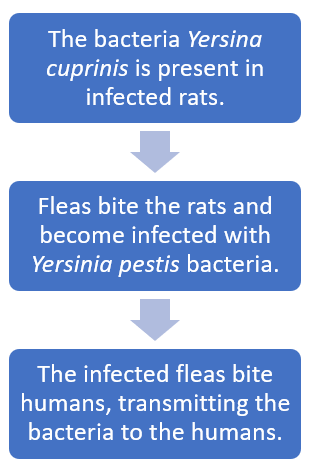 The bacteria Yersina
cuprinis is present in
infected rats.
Fleas bite the rats and
become infected with
Yersinia pestis bacteria.
The infected fleas bite
humans, transmitting the
bacteria to the humans.